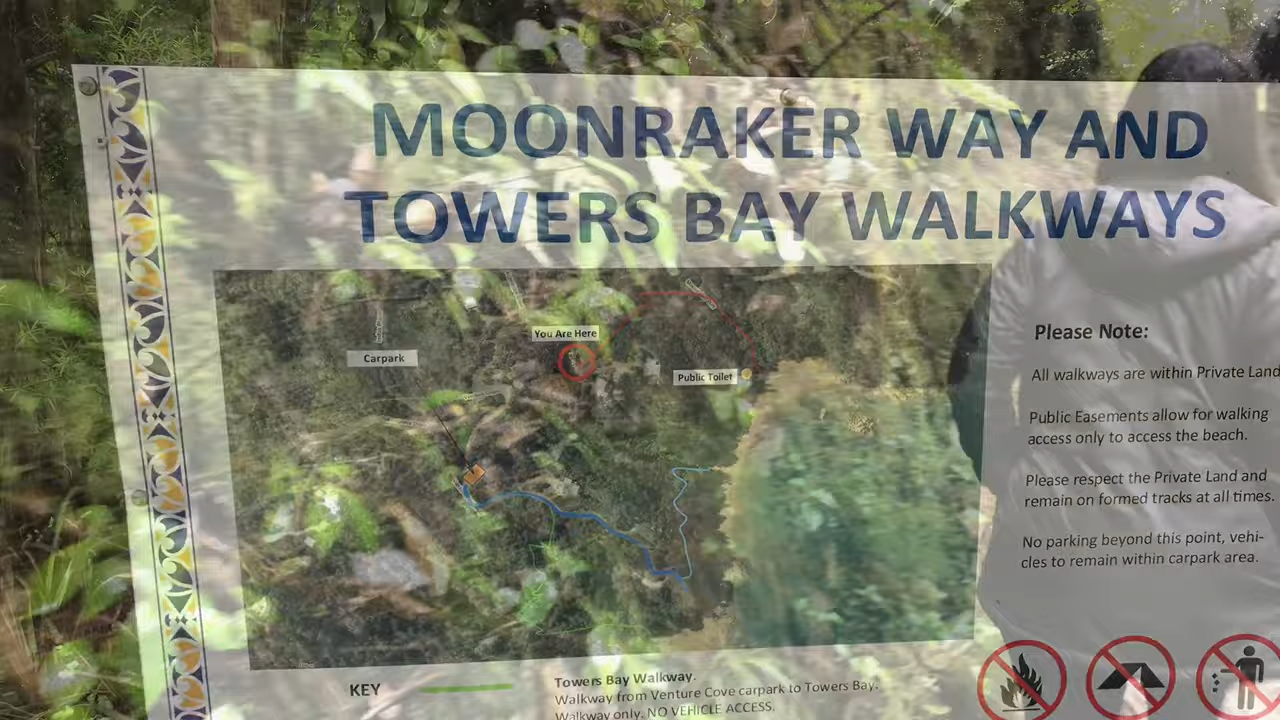 MOONRAKER WAY AND
TOWERS BAY WALKWAYS
You Are Here
Carpark
Public Toilet
Please Note:
All walkways are within Private Land
Public Easements allow for walking
access only to access the beach.
Please respect the Private Land and
remain on formed tracks at all times.
No parking beyond this point, vehi-
cles to remain within carpark area.
KEY
Towers Bay Walkway.
Walkway from Venture Cove carpark to Towers Bay.
Walkway only. NO VEHICLE ACCESS.